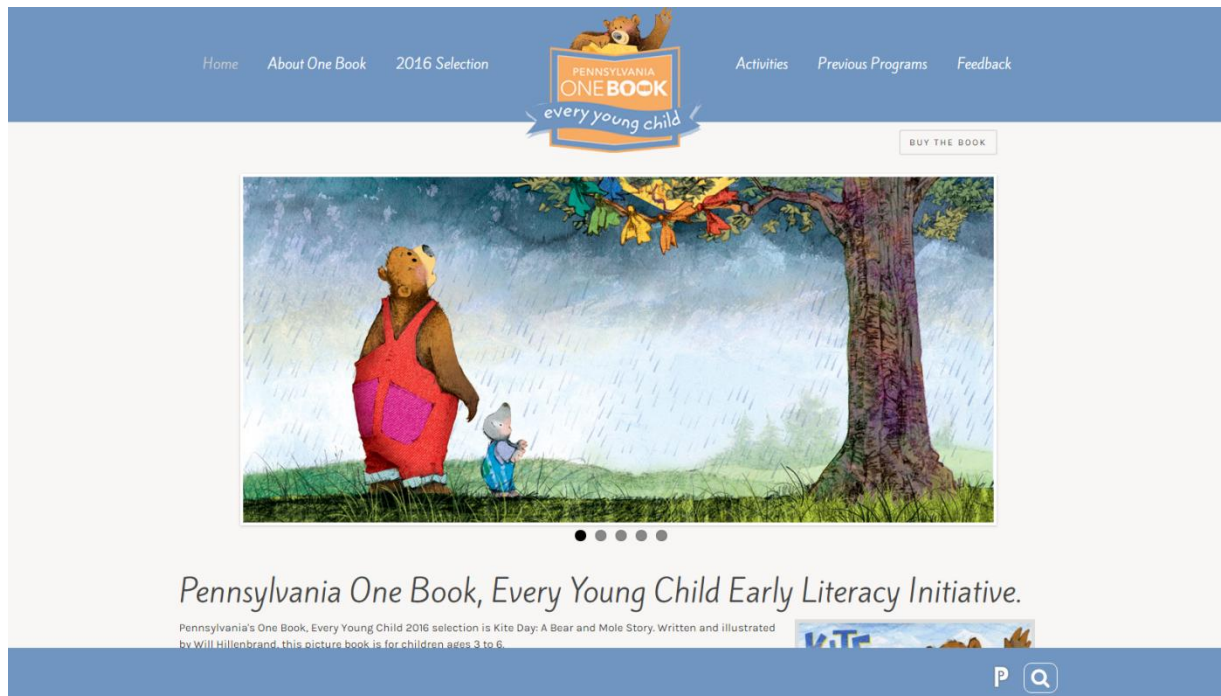 Home About One Book 2016 Selection
PENNSYLVANIA
ONE BOOK
every young child
Activities Previous Programs Feedback
BUY THE BOOK
Pennsylvania One Book, Every Young Child Early Literacy Initiative.
Pennsylvania's One Book, Every Young Child 2016 selection is Kite Day: A Bear and Mole Story. Written and illustrated
by Will Hillenbrand, this picture book is for children ages 3 to 6.
KITE
P